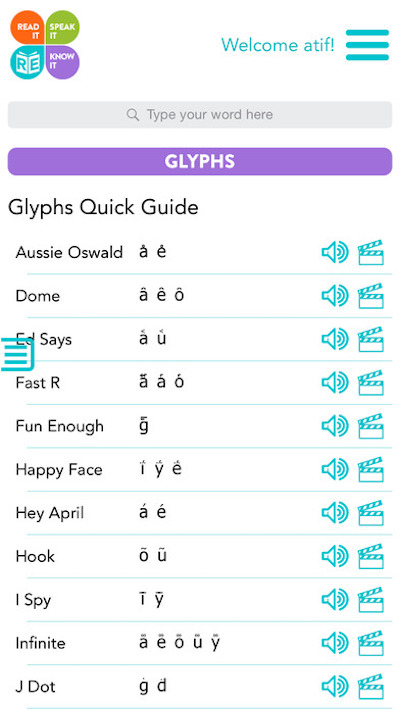 READ IT
SPEAK IT
RE
KNOW IT
Welcome atif!
Type your word here
GLYPHS
Glyphs Quick Guide
Aussie Oswald
Dome â ê ô
Ed Says
Fast R
Fun Enough
Happy Face
Hey April á é
Hook
I Spy ī ȳ
Infinite
J Dot